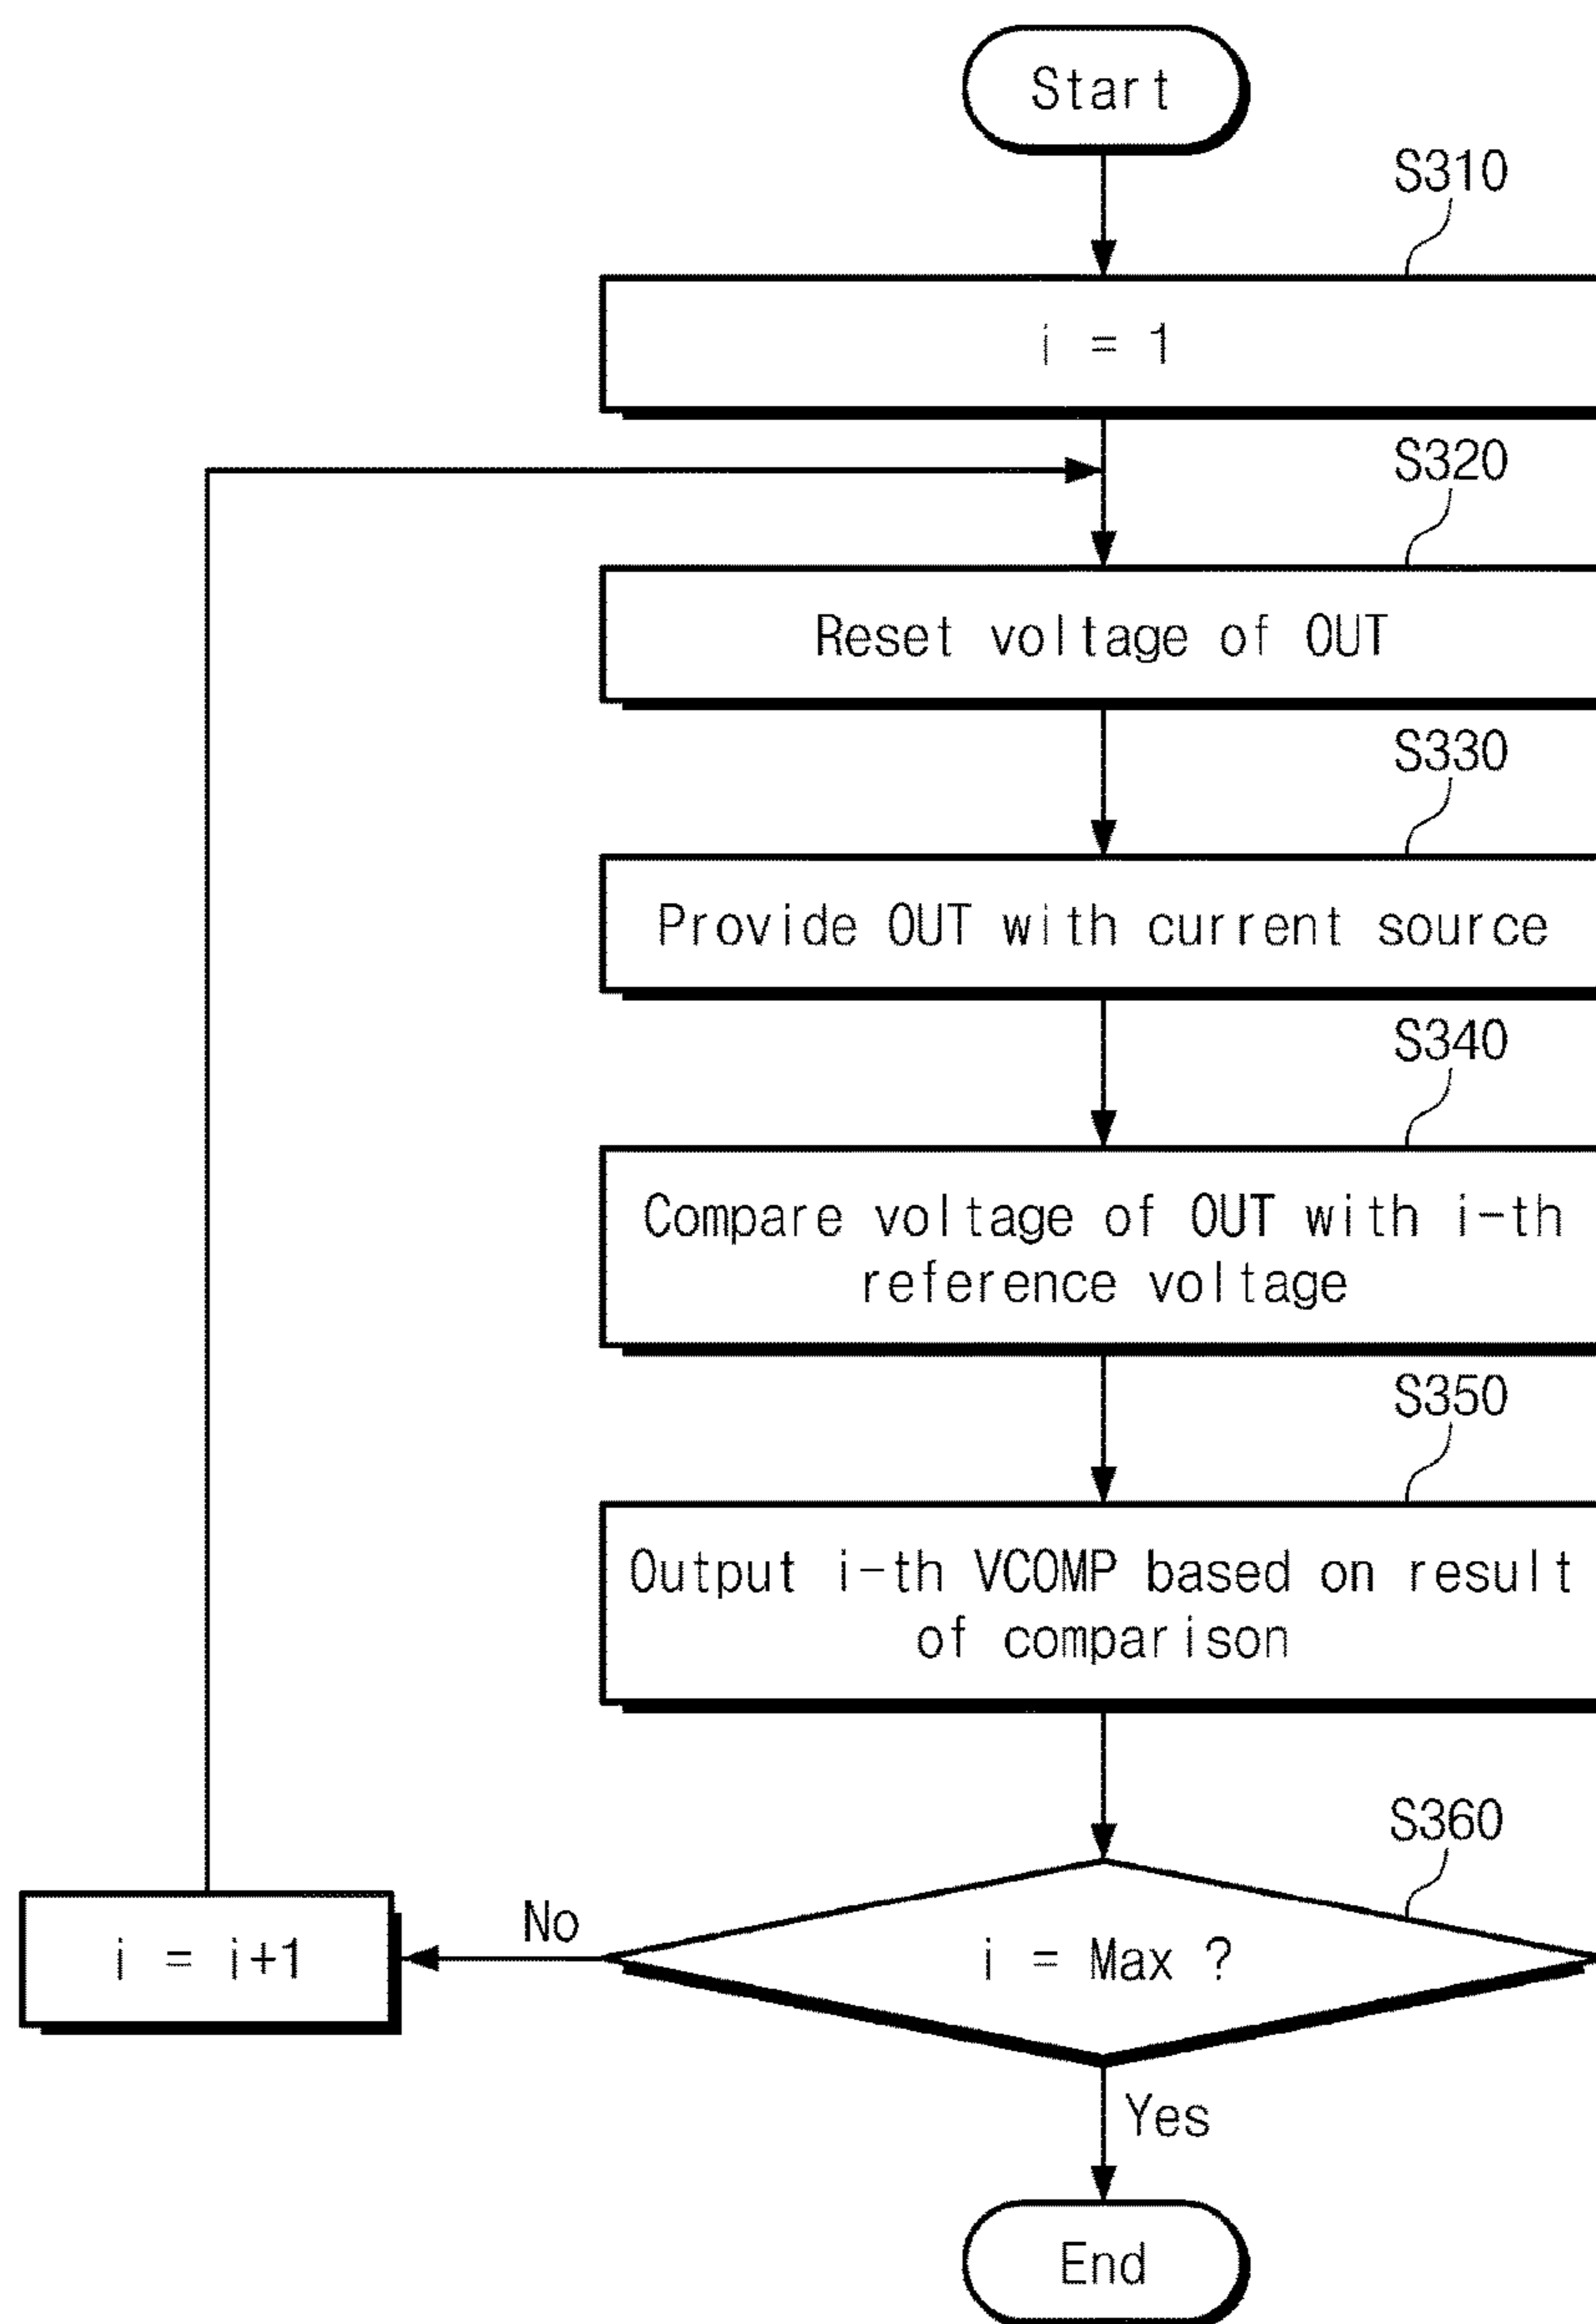 Start
S310
i = 1
S320
Reset voltage of OUT
S330
Provide OUT with current source
S340
Compare voltage of OUT with i-th
reference voltage
S350
Output i-th VCOMP based on result
of comparison
S360
i = Max ?
No
i = i+1
Yes
End